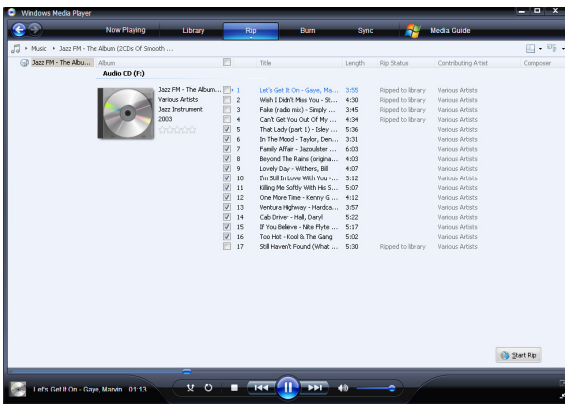 Windows Media Player
Now Playing Library Rip Burn Sync Media Guide
Music Jazz FM - The Album (2CDs Of Smooth ...
Jazz FM - The Albu... Album Title Length Rip Status Contributing Artist Composer
Audio CD (F:)
Jazz FM - The Album... 1 Let's Get It On - Gaye, Ma... 3:55 Ripped to library Various Artists
Various Artists 2 Wish I Didn't Miss You - St... 4:30 Ripped to library Various Artists
Jazz Instrument 3 Fake (radio mix) - Simply ... 3:45 Ripped to library Various Artists
2003 4 Can't Get You Out Of My ... 4:34 Ripped to library Various Artists
5 That Lady (part 1) - Isley ... 5:36 Various Artists
6 In The Mood - Taylor, Den... 3:31 Various Artists
7 Family Affair - Jazoulster ... 6:03 Various Artists
8 Beyond The Rains (origina... 4:03 Various Artists
9 Lovely Day - Withers, Bill 4:07 Various Artists
10 I'm Still In Love With You -... 3:12 Various Artists
11 Killing Me Softly With His S... 5:07 Various Artists
12 One More Time - Kenny G ... 4:12 Various Artists
13 Ventura Highway - Hardca... 3:57 Various Artists
14 Cab Driver - Hall, Daryl 5:22 Various Artists
15 If You Believe - Nite Flyte ... 5:17 Various Artists
16 Too Hot - Kool & The Gang 5:02 Various Artists
17 Still Haven't Found (What ... 5:30 Ripped to library Various Artists
Start Rip
Let's Get It On - Gaye, Marvin 01:13